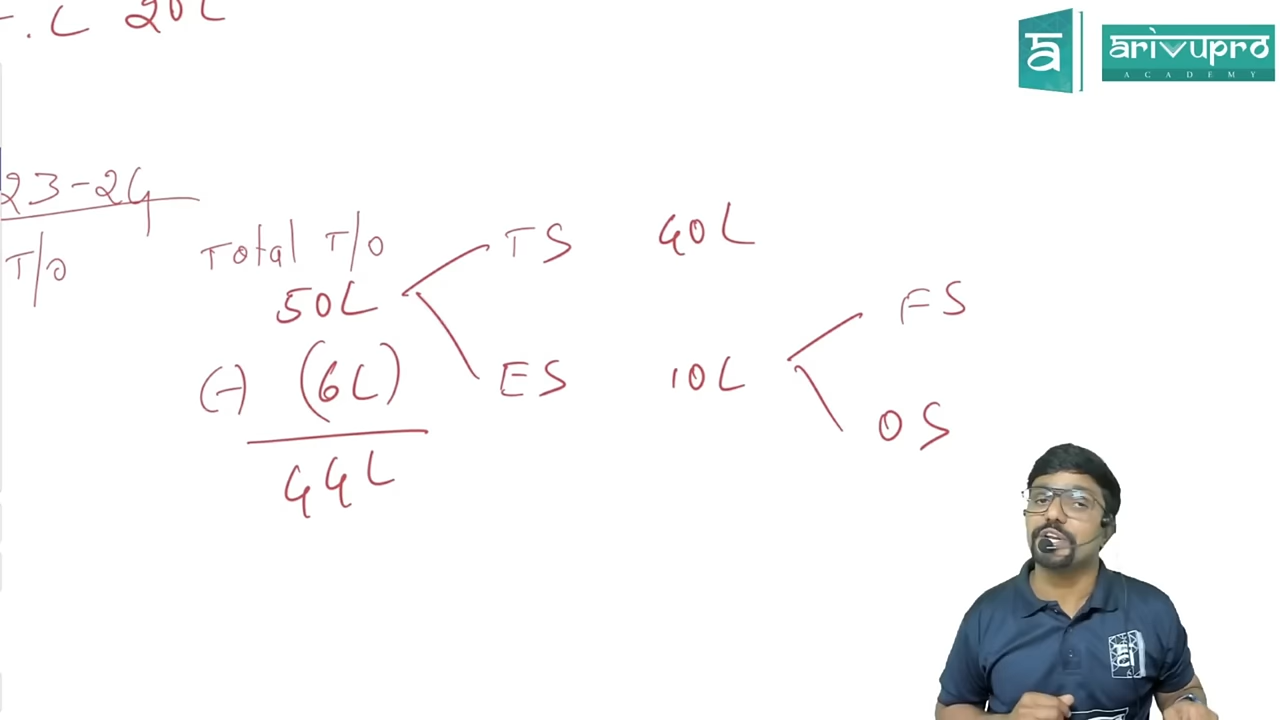 20L
23-24
T/O
Total T/O
50L
TS 40L
ES 10L
FS
OS
(-) (6L)
44L
arivupro
ACADEMY